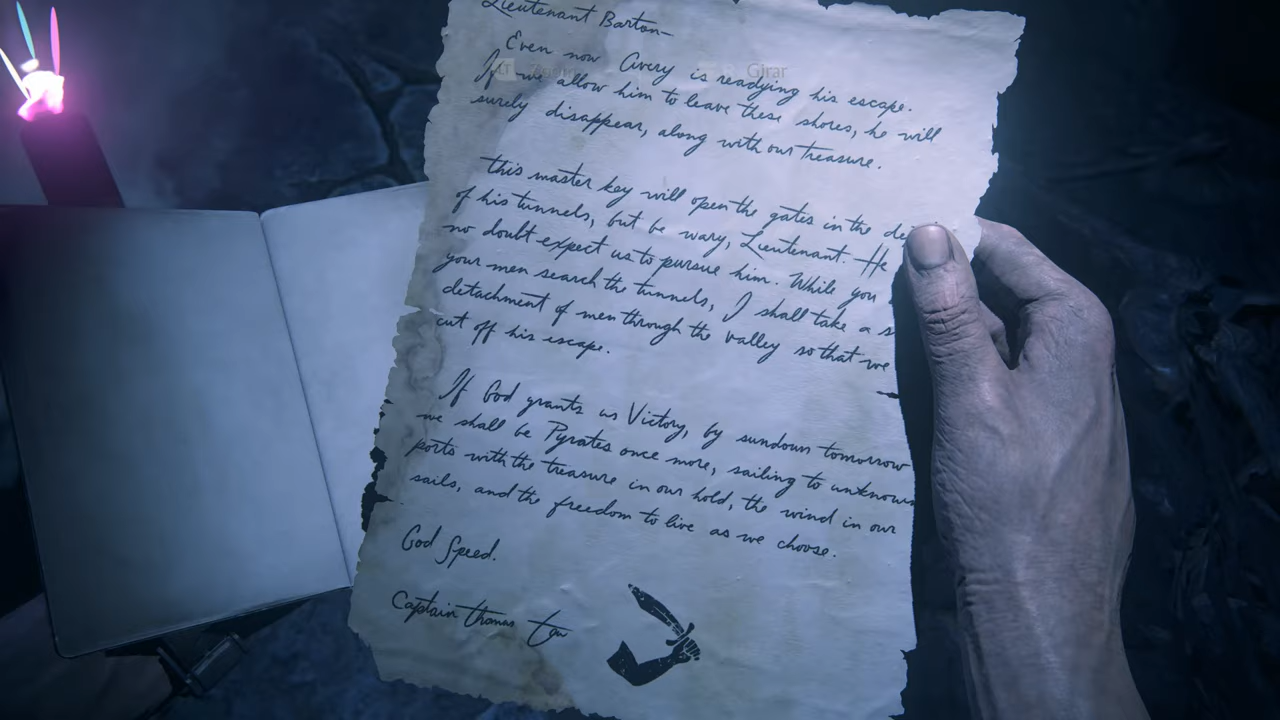 Lieutenant Barton—
Even now Avery is readying his escape.
If we allow him to leave these shores, he will
surely disappear, along with our treasure.
this master key will open the gates in the de
of his tunnels, but be wary, Lieutenant. He
no doubt expect us to pursue him. While you
your men search the tunnels, I shall take a s
detachment of men through the valley so that we
cut off his escape.
If God grants us Victory, by sundown tomorrow
we shall be Pyrates once more, sailing to unknown
ports with the treasure in our hold, the wind in our
sails, and the freedom to live as we choose.
God Speed.
Captain Thomas Tew
Girar